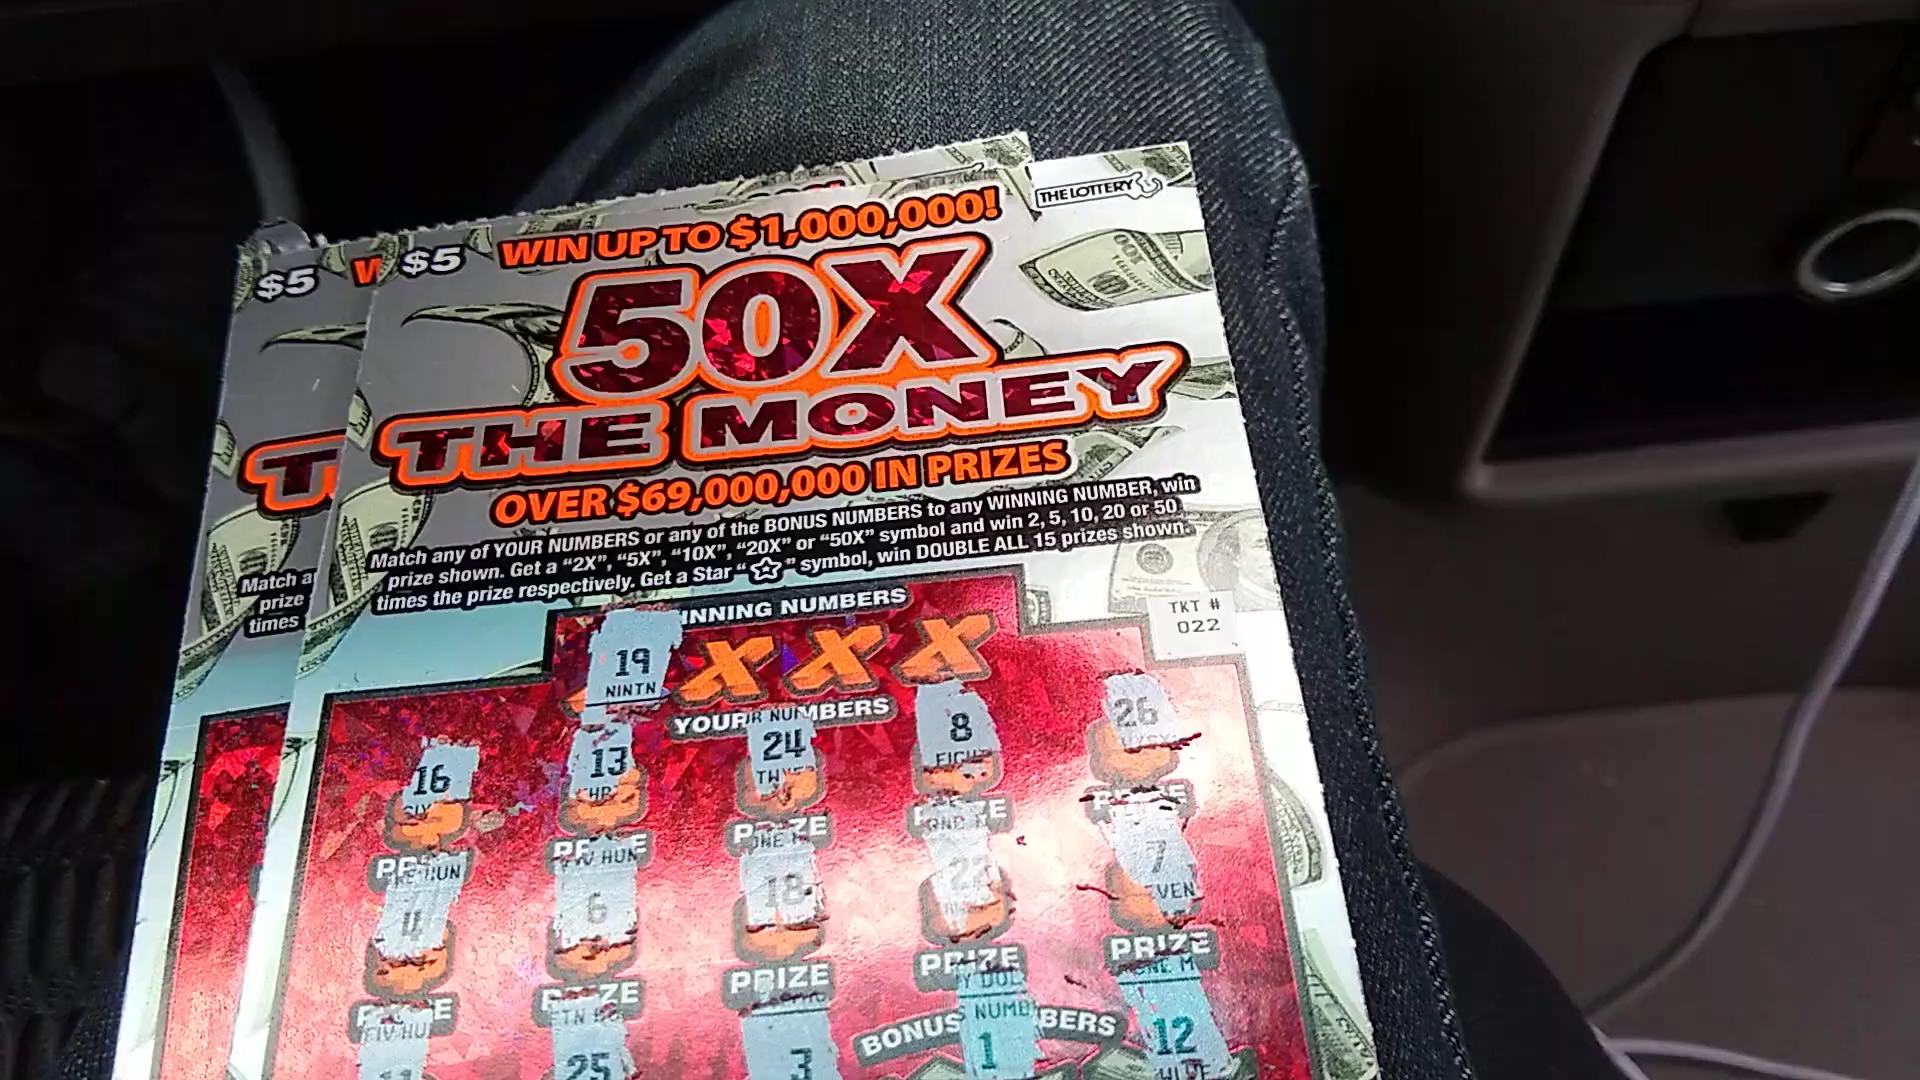 THE LOTTERY
$5 W
$5 WIN UP TO $1,000,000!
50X
THE MONEY
T
OVER $69,000,000 IN PRIZES
Match any of YOUR NUMBERS or any of the BONUS NUMBERS to any WINNING NUMBER, win
prize shown. Get a "2X", "5X", "10X", "20X" or "50X" symbol and win 2, 5, 10, 20 or 50
times the prize respectively. Get a Star "☆" symbol, win DOUBLE ALL 15 prizes shown.
Match a
prize
times
TKT #
022
INNING NUMBERS
19
NINTN
YOUR NUMBERS
16 13 24 8 26
PRIZE PRIZE PRIZE
4 6 18 22 7
PRIZE PRIZE PRIZE
11 25 3
BONUS NUMBERS
1 12